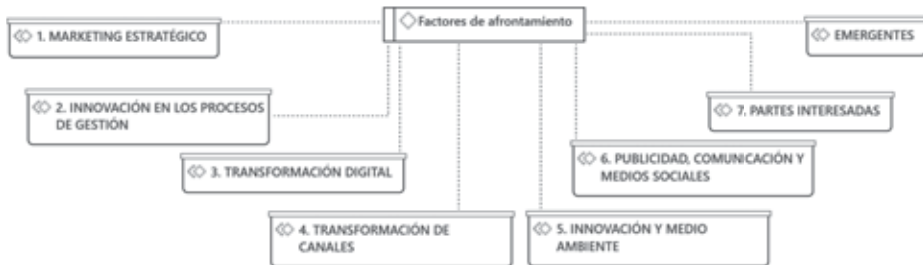 Factores de afrontamiento
1. MARKETING ESTRATÉGICO
EMERGENTES
2. INNOVACIÓN EN LOS PROCESOS
DE GESTIÓN
7. PARTES INTERESADAS
3. TRANSFORMACIÓN DIGITAL
6. PUBLICIDAD, COMUNICACIÓN Y
MEDIOS SOCIALES
4. TRANSFORMACIÓN DE
CANALES
5. INNOVACIÓN Y MEDIO
AMBIENTE